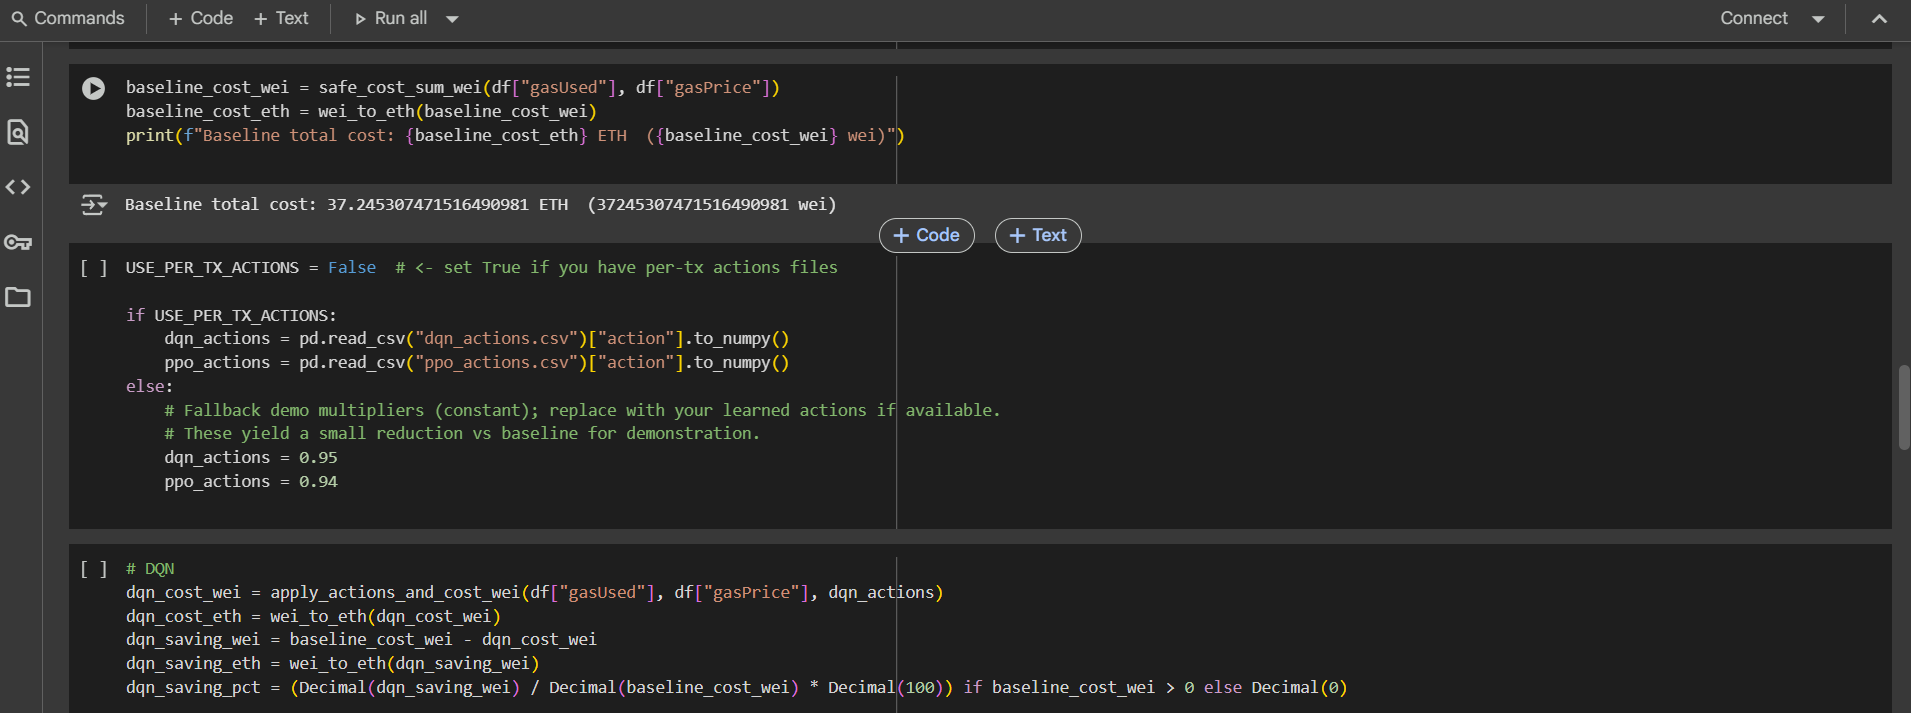 Commands + Code + Text Run all Connect
baseline_cost_wei = safe_cost_sum_wei(df["gasUsed"], df["gasPrice"])
baseline_cost_eth = wei_to_eth(baseline_cost_wei)
print(f"Baseline total cost: {baseline_cost_eth} ETH  ({baseline_cost_wei} wei)")
Baseline total cost: 37.245307471516490981 ETH  (37245307471516490981 wei)
+ Code + Text
[ ] USE_PER_TX_ACTIONS = False  # <- set True if you have per-tx actions files
if USE_PER_TX_ACTIONS:
    dqn_actions = pd.read_csv("dqn_actions.csv")["action"].to_numpy()
    ppo_actions = pd.read_csv("ppo_actions.csv")["action"].to_numpy()
else:
    # Fallback demo multipliers (constant); replace with your learned actions if available.
    # These yield a small reduction vs baseline for demonstration.
    dqn_actions = 0.95
    ppo_actions = 0.94
[ ] # DQN
dqn_cost_wei = apply_actions_and_cost_wei(df["gasUsed"], df["gasPrice"], dqn_actions)
dqn_cost_eth = wei_to_eth(dqn_cost_wei)
dqn_saving_wei = baseline_cost_wei - dqn_cost_wei
dqn_saving_eth = wei_to_eth(dqn_saving_wei)
dqn_saving_pct = (Decimal(dqn_saving_wei) / Decimal(baseline_cost_wei) * Decimal(100)) if baseline_cost_wei > 0 else Decimal(0)